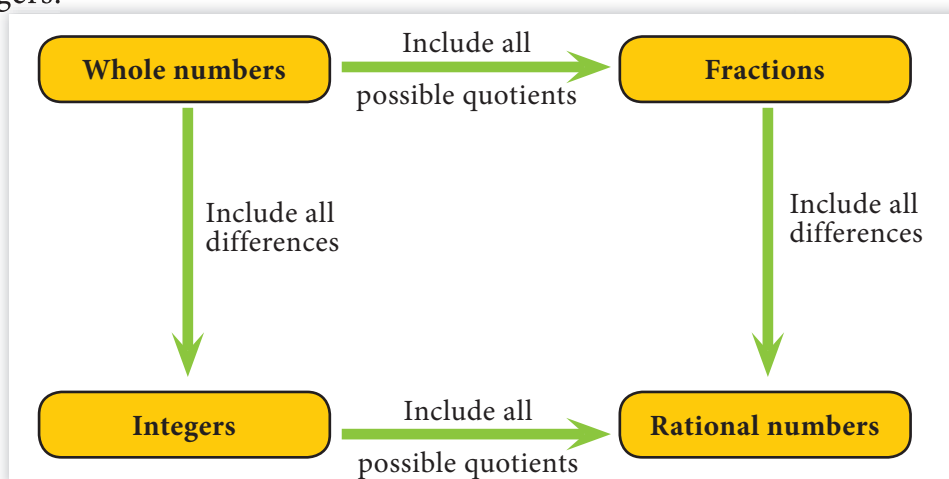 gers.
Include all
Whole numbers
Fractions
possible quotients
Include all
differences
Include all
differences
Include all
Integers
Rational numbers
possible quotients